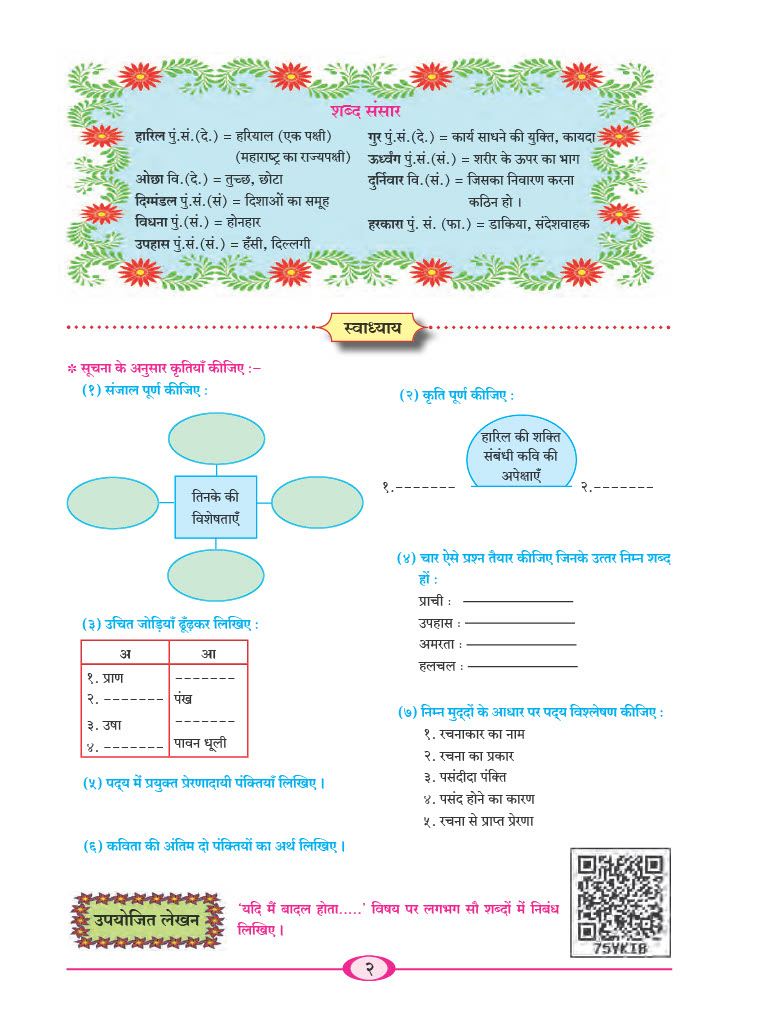 शब्द संसार
हारिल पुं.सं.(दे.) = हरियाल (एक पक्षी)
(महाराष्ट्र का राज्यपक्षी)
ओछा वि.(दे.) = तुच्छ, छोटा
दिग्मंडल पुं.सं.(सं) = दिशाओं का समूह
विधना पुं.(सं.) = होनहार
उपहास पुं.सं.(सं.) = हँसी, दिल्लगी
गुर पुं.सं.(दे.) = कार्य साधने की युक्ति, कायदा
ऊर्ध्वंग पुं.सं.(सं.) = शरीर के ऊपर का भाग
दुर्निवार वि.(सं.) = जिसका निवारण करना
कठिन हो ।
हरकारा पुं. सं. (फा.) = डाकिया, संदेशवाहक
स्वाध्याय
* सूचना के अनुसार कृतियाँ कीजिए :–
(१) संजाल पूर्ण कीजिए :
तिनके की
विशेषताएँ
(२) कृति पूर्ण कीजिए :
हारिल की शक्ति
संबंधी कवि की
अपेक्षाएँ
१.-------
२.-------
(३) उचित जोड़ियाँ ढूँढ़कर लिखिए :
अ आ
१. प्राण -------
२. ------- पंख
३. उषा -------
४. ------- पावन धूली
(४) चार ऐसे प्रश्न तैयार कीजिए जिनके उत्तर निम्न शब्द
हों :
प्राची : ___________
उपहास : ___________
अमरता : ___________
हलचल : ___________
(५) पद्य में प्रयुक्त प्रेरणादायी पंक्तियाँ लिखिए ।
(६) कविता की अंतिम दो पंक्तियों का अर्थ लिखिए ।
(७) निम्न मुद्दों के आधार पर पद्य विश्लेषण कीजिए :
१. रचनाकार का नाम
२. रचना का प्रकार
३. पसंदीदा पंक्ति
४. पसंद होने का कारण
५. रचना से प्राप्त प्रेरणा
उपयोजित लेखन
‘यदि मैं बादल होता.....’ विषय पर लगभग सौ शब्दों में निबंध
लिखिए ।
75YKIB
२